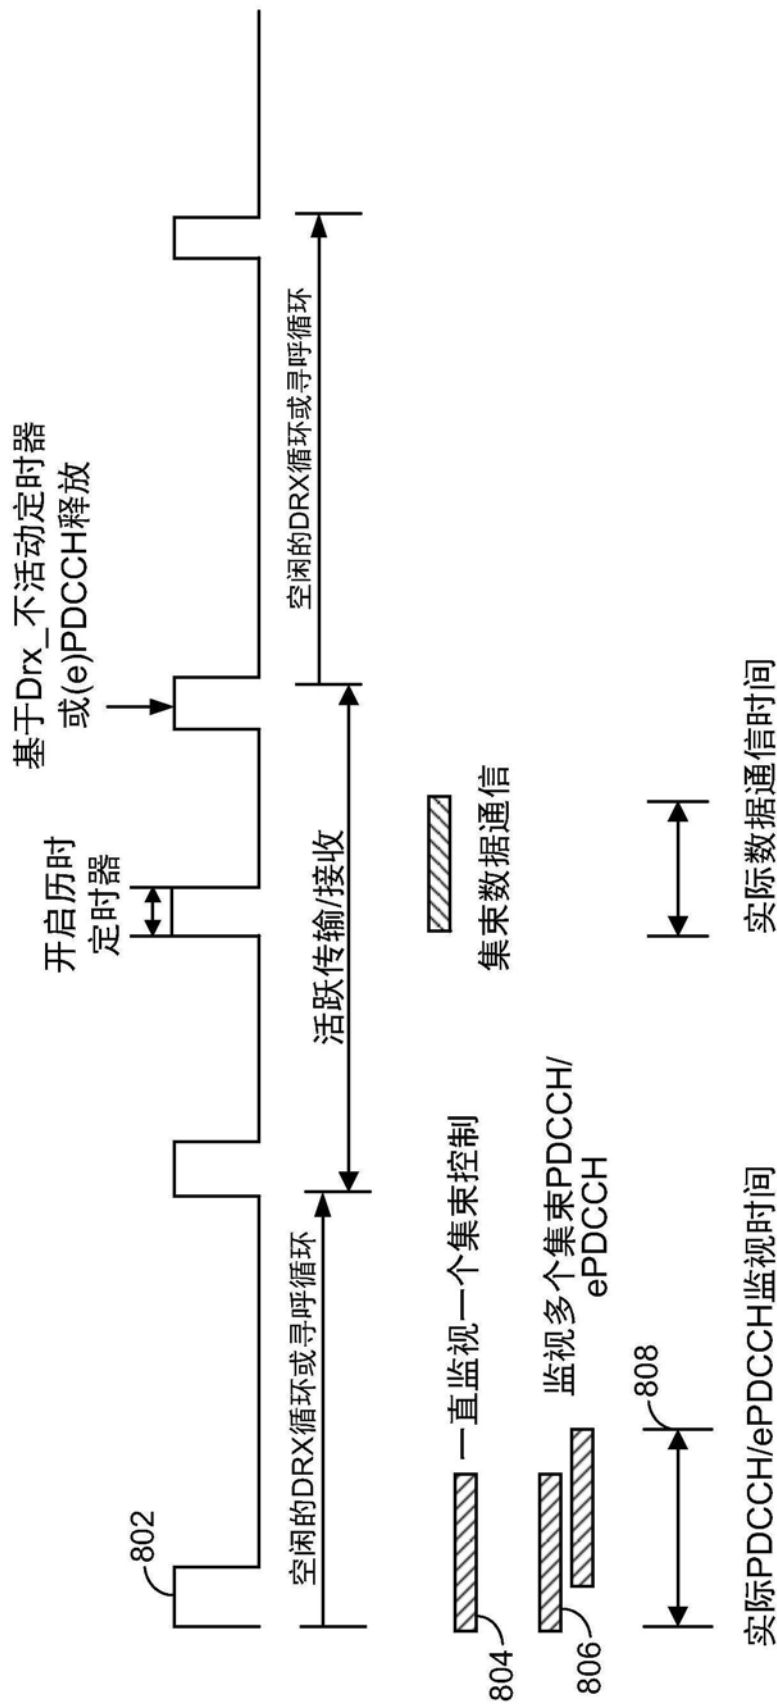 基于Drx_不活动定时器
或(e)PDCCH释放
开启历时
定时器
802
空闲的DRX循环或寻呼循环
活跃传输/接收
空闲的DRX循环或寻呼循环
804
一直监视一个集束控制
集束数据通信
806
监视多个集束PDCCH/
ePDCCH
808
实际PDCCH/ePDCCH监视时间
实际数据通信时间